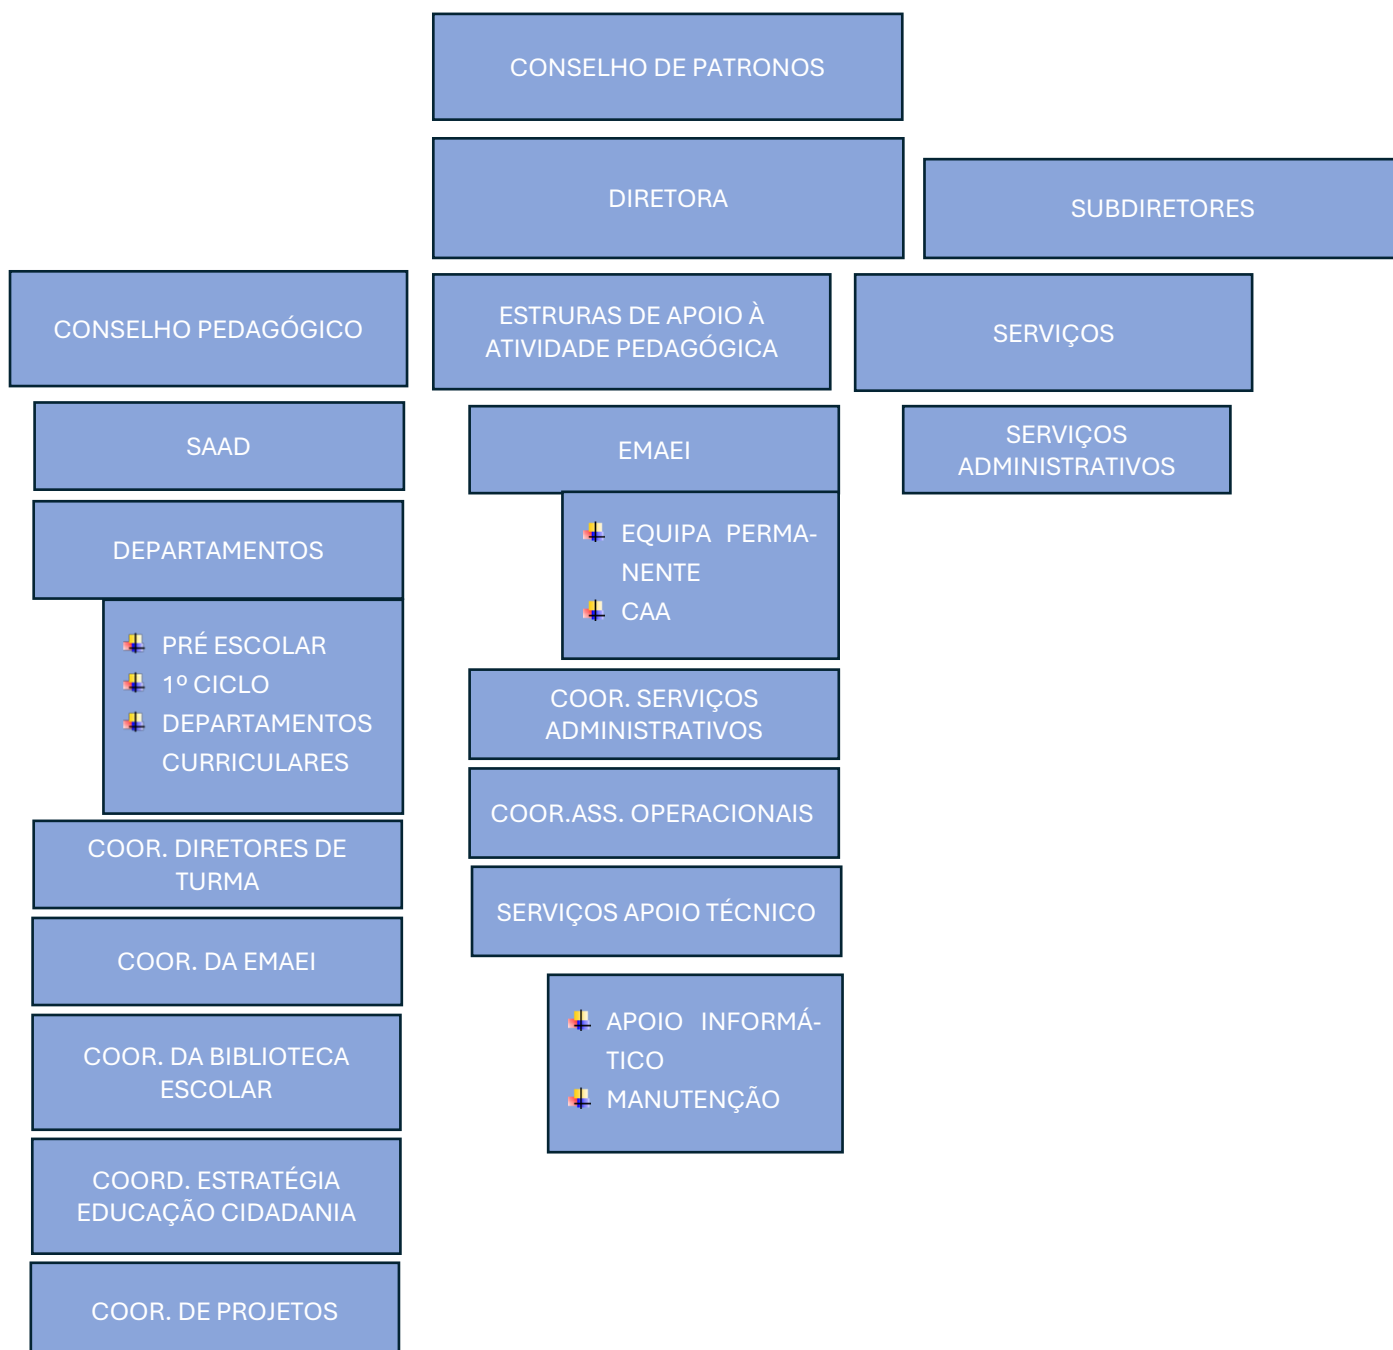 CONSELHO DE PATRONOS
DIRETORA
SUBDIRETORES
CONSELHO PEDAGÓGICO
SAAD
DEPARTAMENTOS
PRÉ ESCOLAR
1º CICLO
DEPARTAMENTOS
CURRICULARES
COOR. DIRETORES DE
TURMA
COOR. DA EMAEI
COOR. DA BIBLIOTECA
ESCOLAR
COORD. ESTRATÉGIA
EDUCAÇÃO CIDADANIA
COOR. DE PROJETOS
ESTRURAS DE APOIO À
ATIVIDADE PEDAGÓGICA
EMAEI
EQUIPA PERMA-
NENTE
CAA
COOR. SERVIÇOS
ADMINISTRATIVOS
COOR.ASS. OPERACIONAIS
SERVIÇOS APOIO TÉCNICO
APOIO INFORMÁ-
TICO
MANUTENÇÃO
SERVIÇOS
SERVIÇOS
ADMINISTRATIVOS